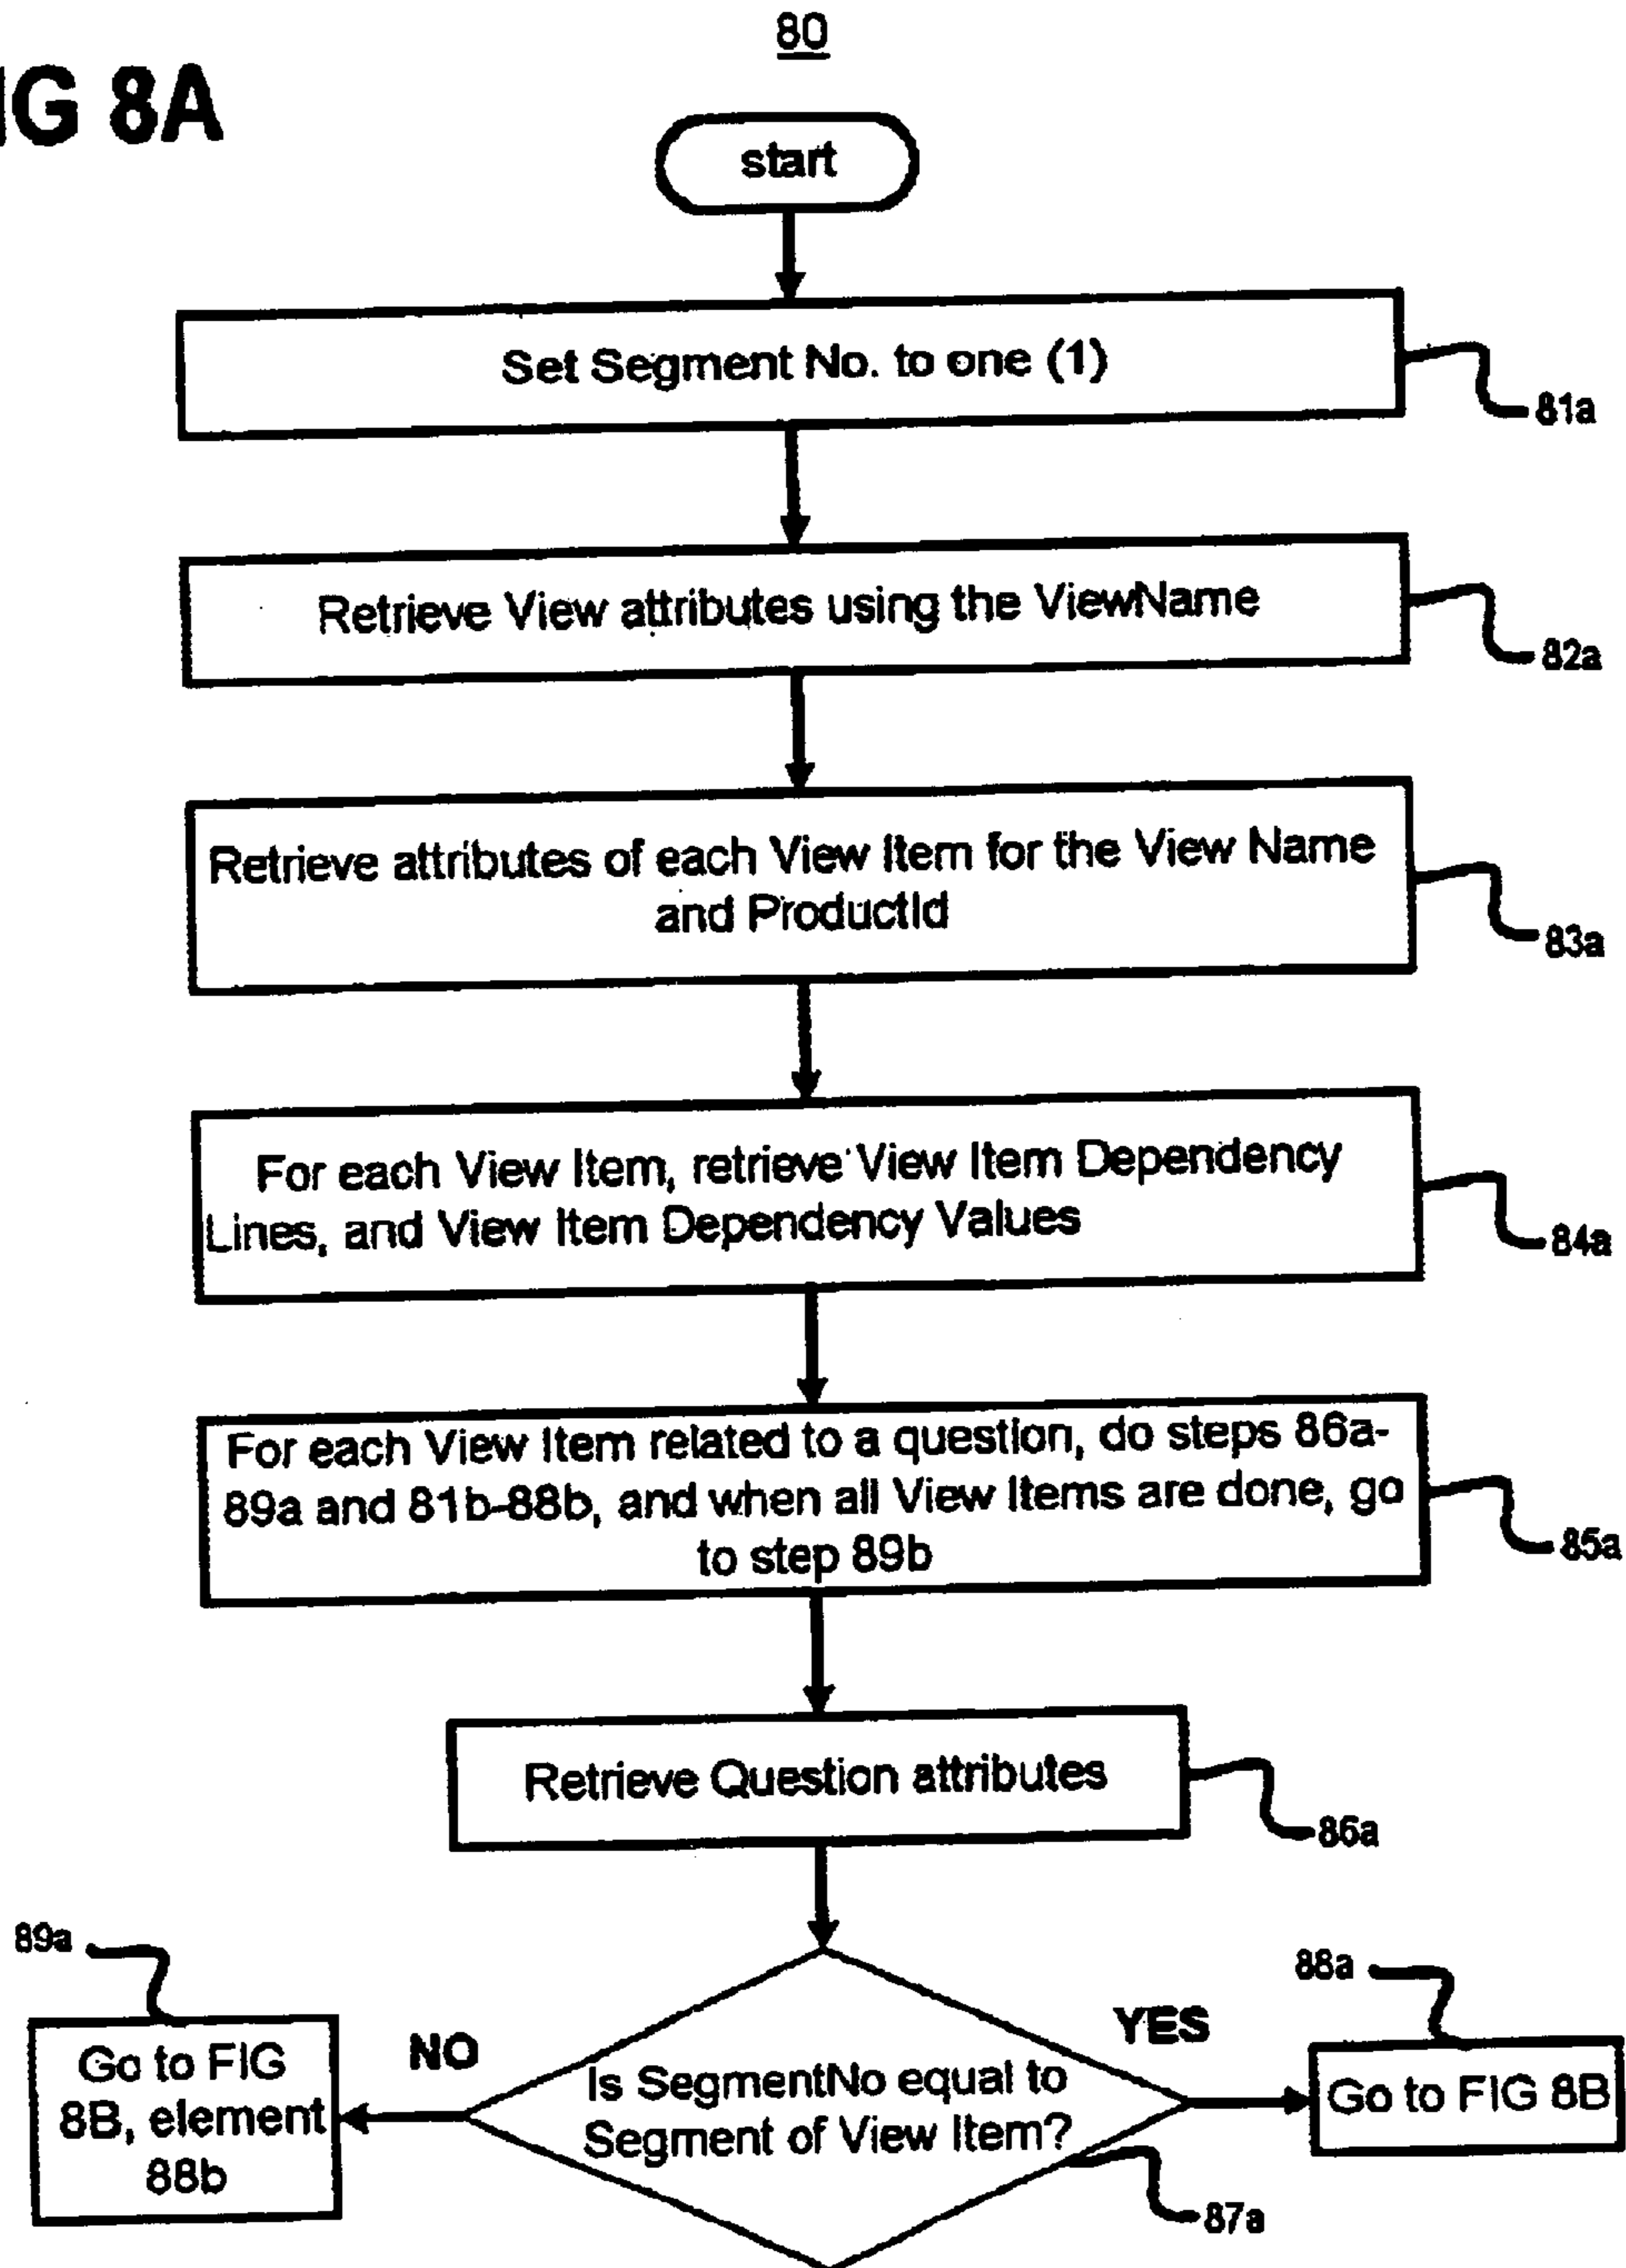 80
IG 8A
start
Set Segment No. to one (1)
81a
Retrieve View attributes using the ViewName
82a
Retrieve attributes of each View Item for the View Name
and ProductId
83a
For each View Item, retrieve View Item Dependency
Lines, and View Item Dependency Values
84a
For each View Item related to a question, do steps 86a-
89a and 81b-88b, and when all View Items are done, go
to step 89b
85a
Retrieve Question attributes
86a
89a
88a
NO
YES
Go to FIG
8B, element
88b
Is SegmentNo equal to
Segment of View Item?
Go to FIG 8B
87a